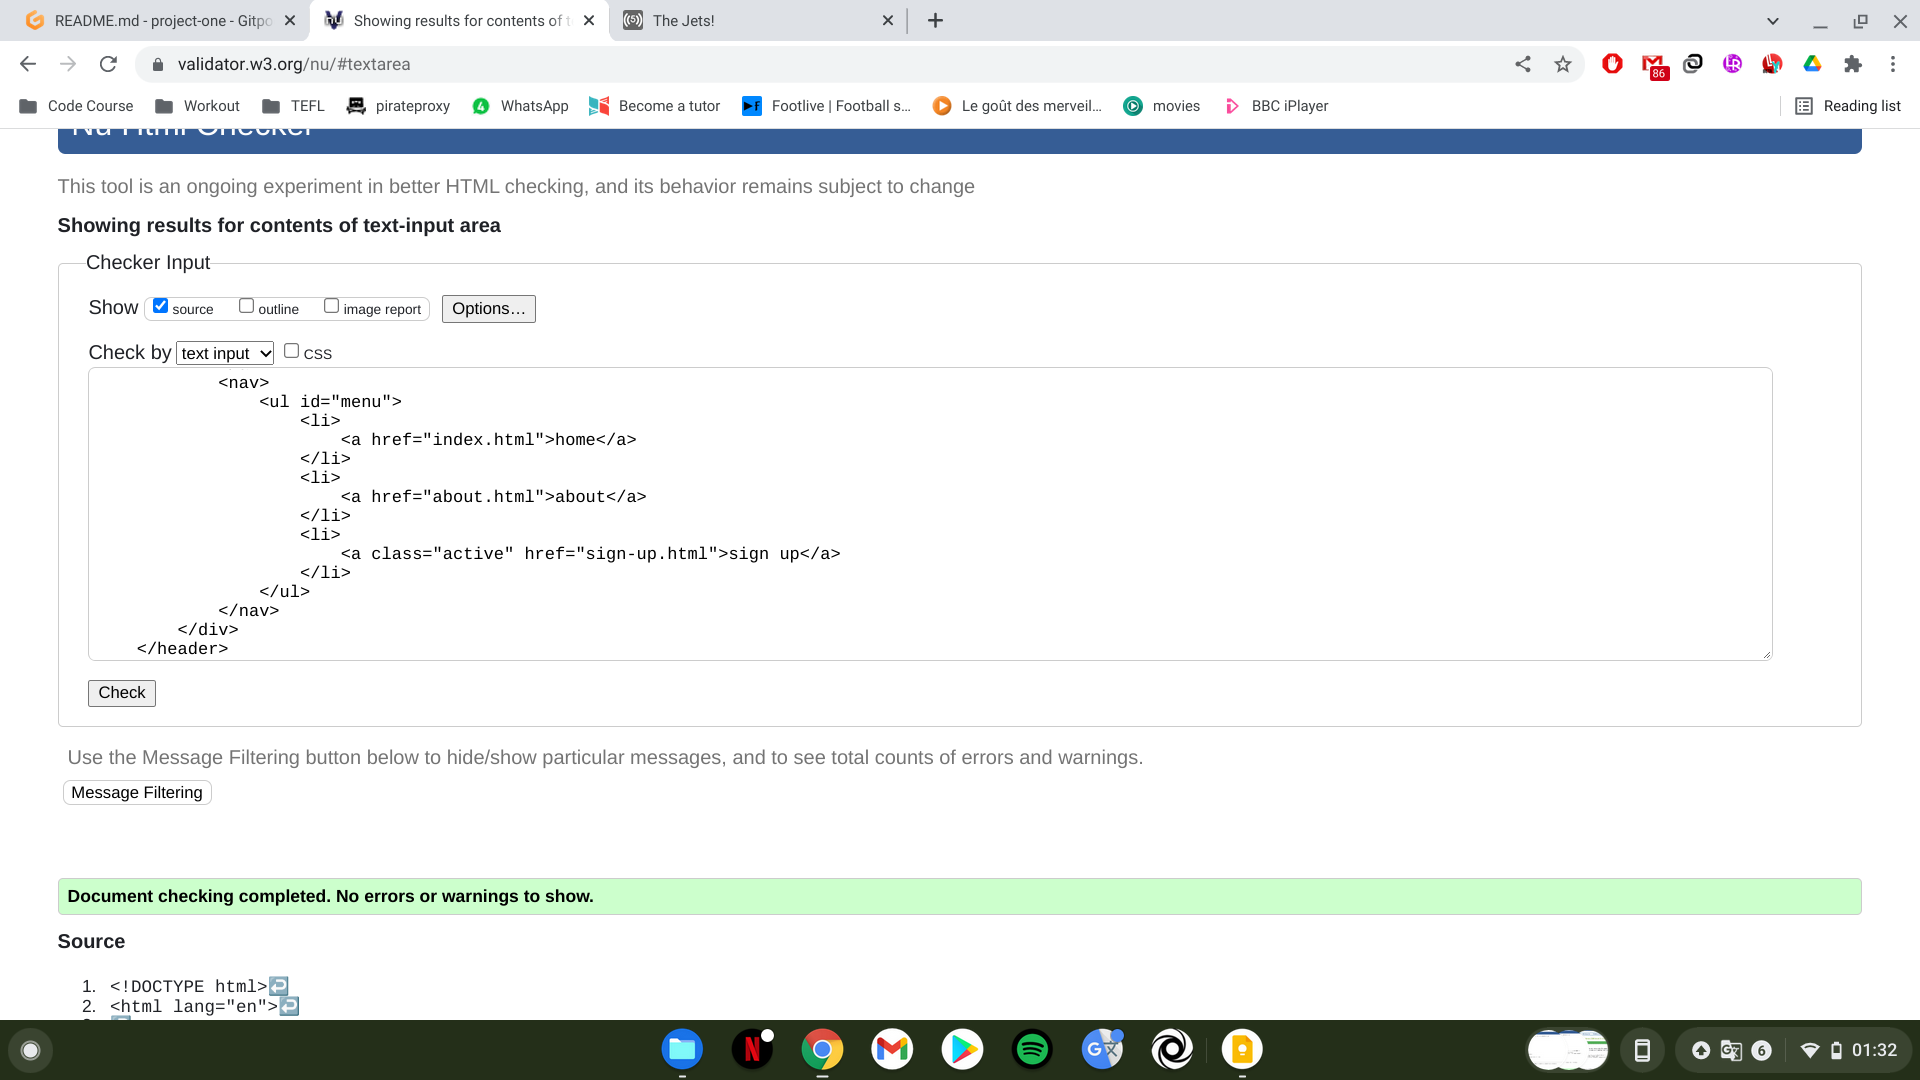 README.md - project-one - Gitpo
Showing results for contents of t
The Jets!
validator.w3.org/nu/#textarea
86
Code Course
Workout
TEFL
pirateproxy
WhatsApp
Become a tutor
Footlive | Football s...
Le goût des merveil...
movies
BBC iPlayer
Reading list
Nu Html Checker
This tool is an ongoing experiment in better HTML checking, and its behavior remains subject to change
Showing results for contents of text-input area
Checker Input
Show source outline image report Options…
Check by text input CSS
<nav>
<ul id="menu">
<li>
<a href="index.html">home</a>
</li>
<li>
<a href="about.html">about</a>
</li>
<li>
<a class="active" href="sign-up.html">sign up</a>
</li>
</ul>
</nav>
</div>
</header>
Check
Use the Message Filtering button below to hide/show particular messages, and to see total counts of errors and warnings.
Message Filtering
Document checking completed. No errors or warnings to show.
Source
1. <!DOCTYPE html>↩
2. <html lang="en">↩
6
01:32